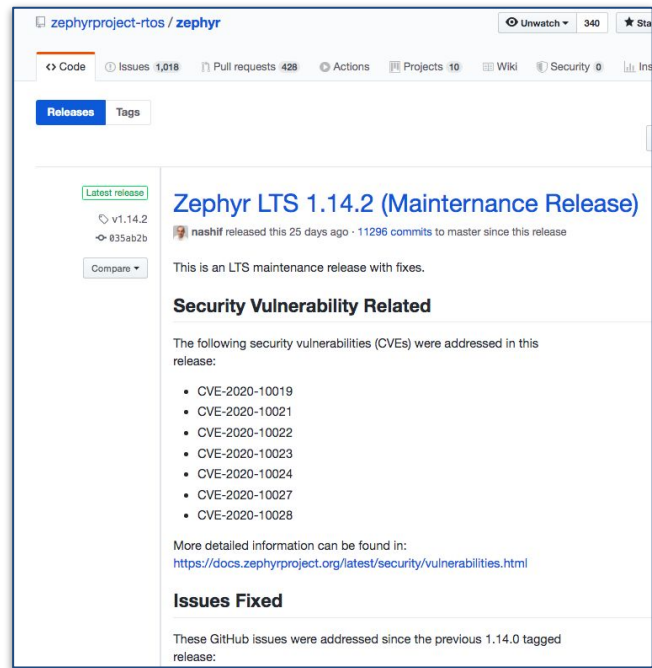 zephyrproject-rtos / zephyr
Unwatch 340
Code Issues 1,018 Pull requests 428 Actions Projects 10 Wiki Security 0
Releases Tags
Latest release
v1.14.2
035ab2b
Compare
Zephyr LTS 1.14.2 (Mainternance Release)
nashif released this 25 days ago · 11296 commits to master since this release
This is an LTS maintenance release with fixes.
Security Vulnerability Related
The following security vulnerabilities (CVEs) were addressed in this
release:
• CVE-2020-10019
• CVE-2020-10021
• CVE-2020-10022
• CVE-2020-10023
• CVE-2020-10024
• CVE-2020-10027
• CVE-2020-10028
More detailed information can be found in:
https://docs.zephyrproject.org/latest/security/vulnerabilities.html
Issues Fixed
These GitHub issues were addressed since the previous 1.14.0 tagged
release: